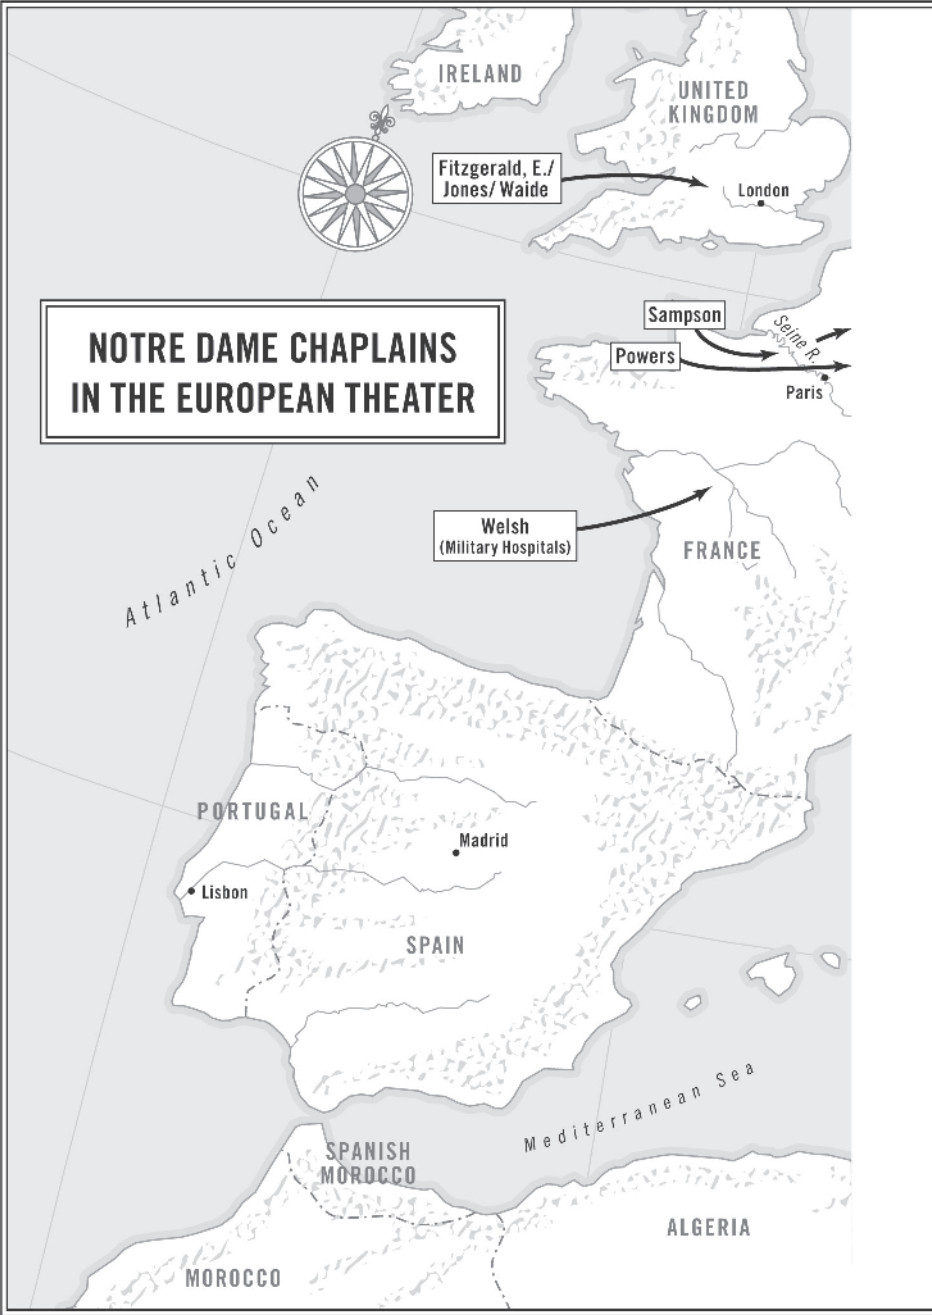 IRELAND
UNITED
KINGDOM
Fitzgerald, E./
Jones/ Waide
London
NOTRE DAME CHAPLAINS
IN THE EUROPEAN THEATER
Sampson
Powers
Seine R.
Paris
Atlantic Ocean
Welsh
(Military Hospitals)
FRANCE
PORTUGAL
Madrid
Lisbon
SPAIN
Mediterranean Sea
SPANISH
MOROCCO
ALGERIA
MOROCCO